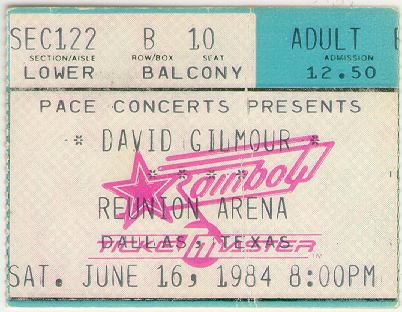 SEC122 B 10 ADULT
SECTION/AISLE ROW/BOX SEAT ADMISSION
LOWER BALCONY 12.50
PACE CONCERTS PRESENTS
* DAVID GILMOUR *
Rainbow
* * * *
REUNION ARENA
DALLAS, TEXAS
TICKETMASTER
SAT. JUNE 16, 1984 8:00PM